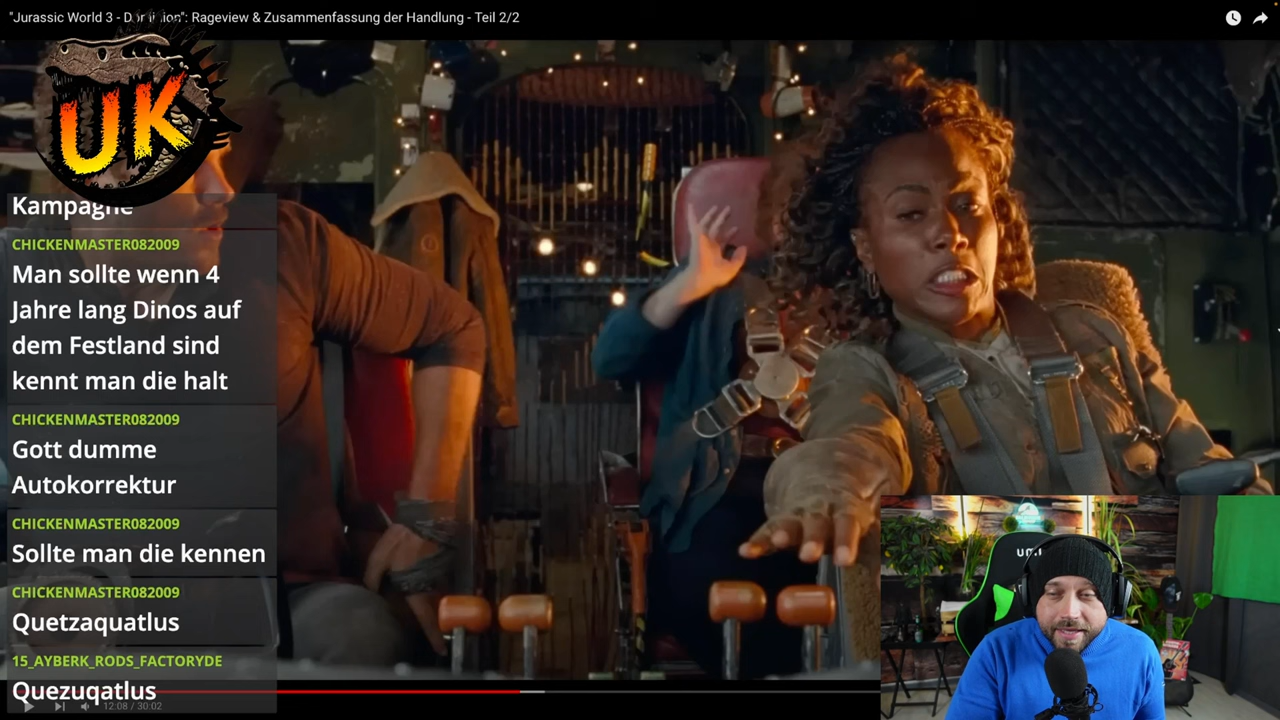 "Jurassic World 3 - Dominion": Rageview & Zusammenfassung der Handlung - Teil 2/2
UK
Kampagne
CHICKENMASTER082009
Man sollte wenn 4
Jahre lang Dinos auf
dem Festland sind
kennt man die halt
CHICKENMASTER082009
Gott dumme
Autokorrektur
CHICKENMASTER082009
Sollte man die kennen
CHICKENMASTER082009
Quetzaquatlus
15_AYBERK_RODS_FACTORYDE
Quezuqatlus
12:08 / 30:02